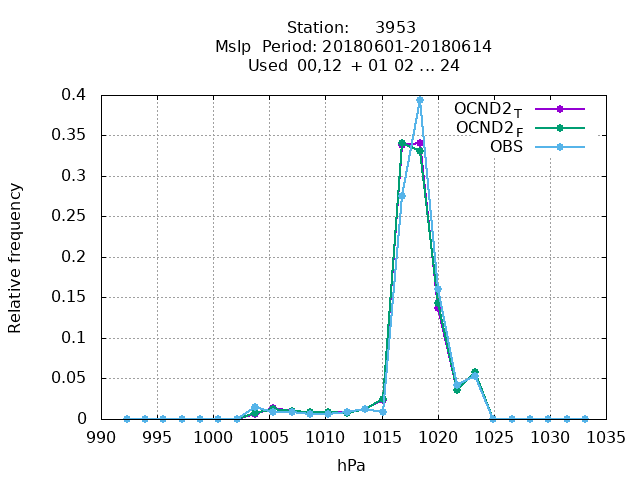 Station: 3953
Mslp Period: 20180601-20180614
Used 00,12 + 01 02 ... 24
0.4
0.35
0.3
0.25
0.2
0.15
0.1
0.05
0
OCND2 T
OCND2 F
OBS
Relative frequency
990 995 1000 1005 1010 1015 1020 1025 1030 1035
hPa